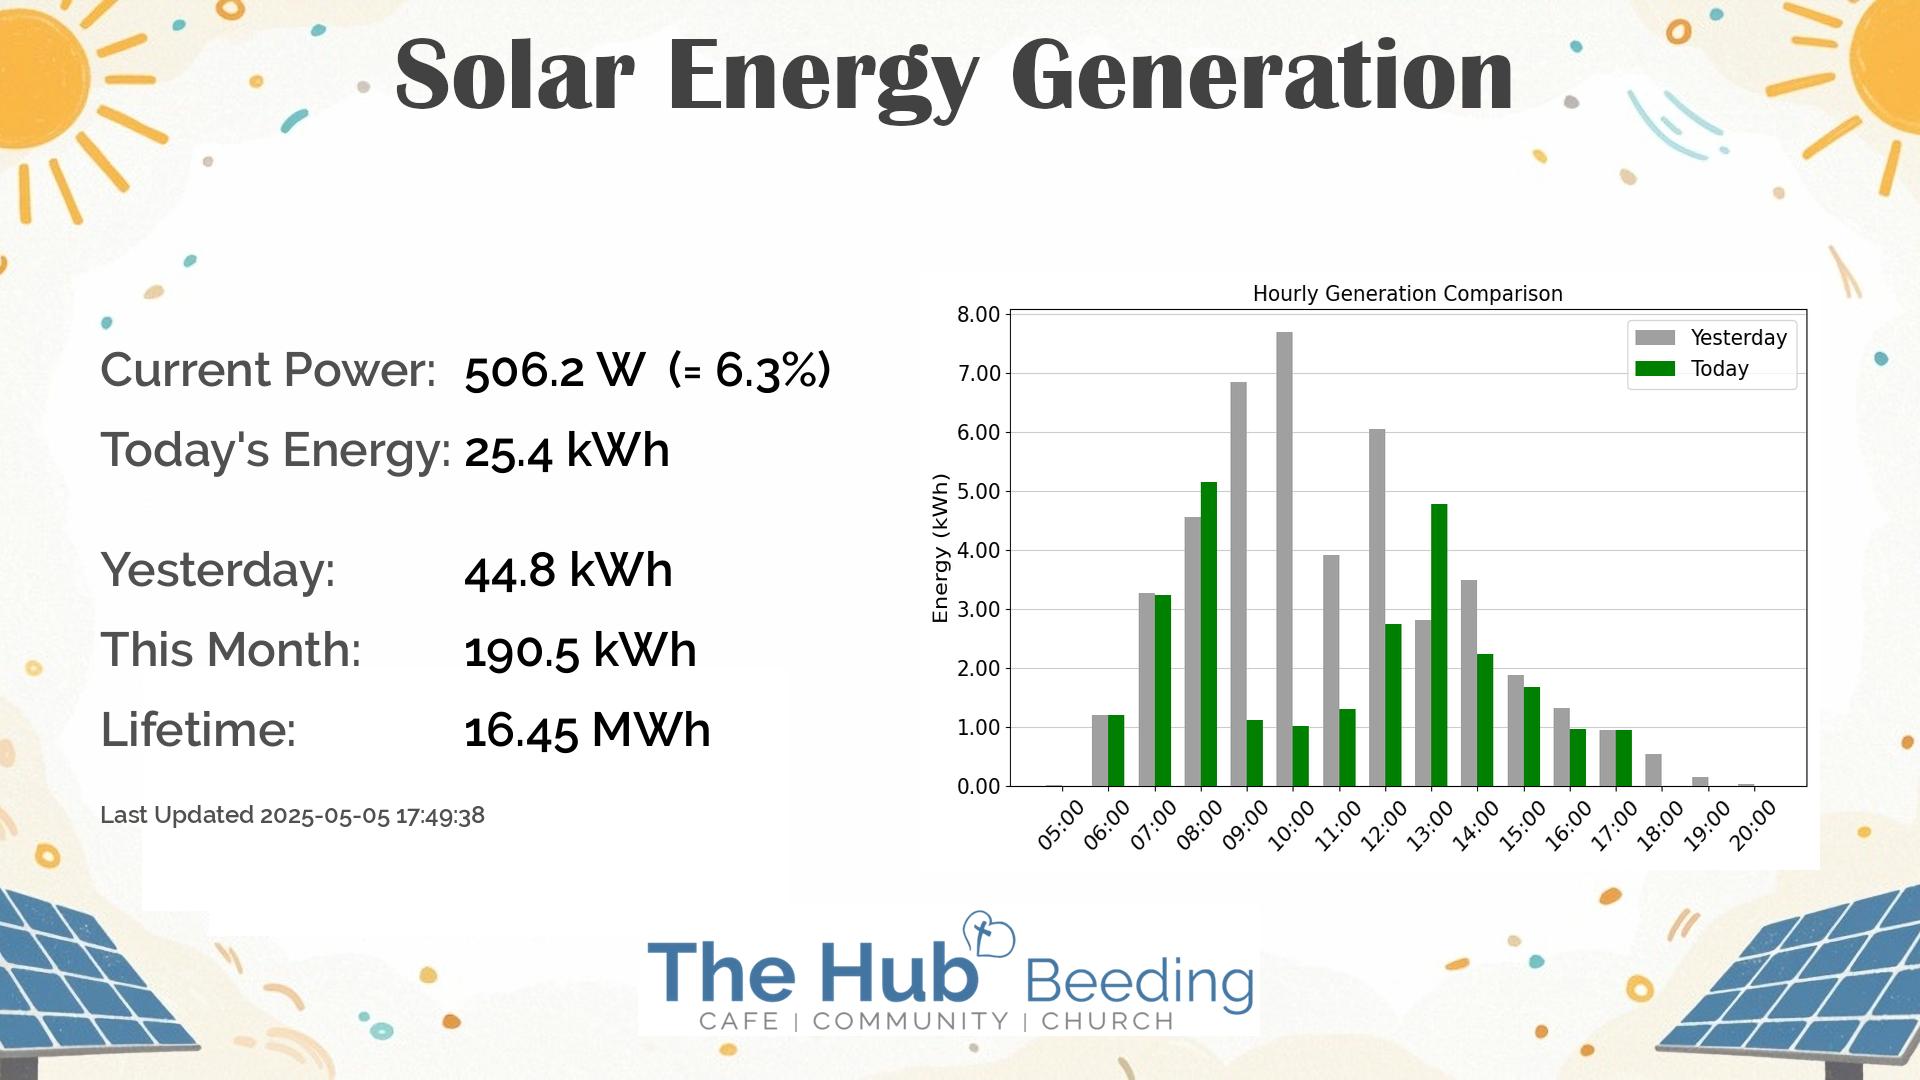 Solar Energy Generation
Current Power: 506.2 W (= 6.3%)
Today's Energy: 25.4 kWh
Yesterday: 44.8 kWh
This Month: 190.5 kWh
Lifetime: 16.45 MWh
Last Updated 2025-05-05 17:49:38
Hourly Generation Comparison
Yesterday
Today
Energy (kWh)
8.00
7.00
6.00
5.00
4.00
3.00
2.00
1.00
0.00
05:00 06:00 07:00 08:00 09:00 10:00 11:00 12:00 13:00 14:00 15:00 16:00 17:00 18:00 19:00 20:00
The Hub Beeding
CAFE | COMMUNITY | CHURCH